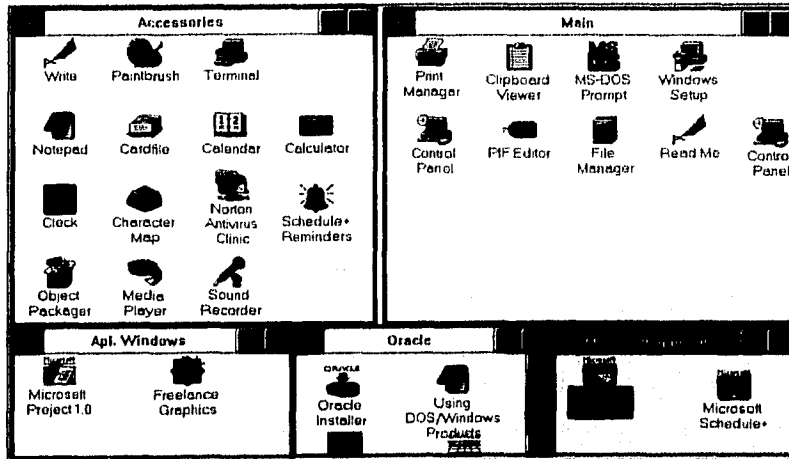 Accessories
Write
Paintbrush
Terminal
Notepad
Cardfile
Calendar
Calculator
Clock
Character
Map
Norton
Antivirus
Clinic
Schedule+
Reminders
Object
Packager
Media
Player
Sound
Recorder
Main
Print
Manager
Clipboard
Viewer
MS-DOS
Prompt
Windows
Setup
Control
Panel
PIF Editor
File
Manager
Read Me
Control
Panel
Apl. Windows
Microsoft
Project 1.0
Freelance
Graphics
Oracle
ORACLE
Oracle
Installer
Using
DOS/Windows
Products
Microsoft
Schedule+